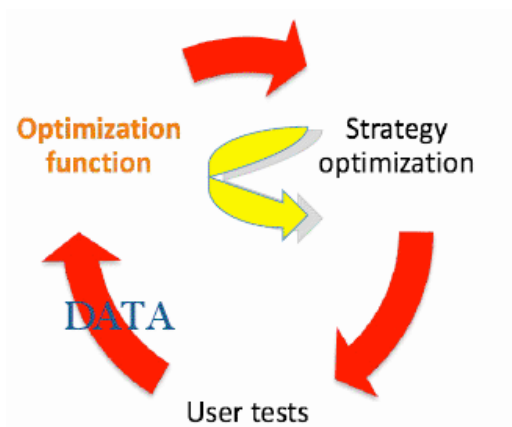 Optimization
function
Strategy
optimization
DATA
User tests